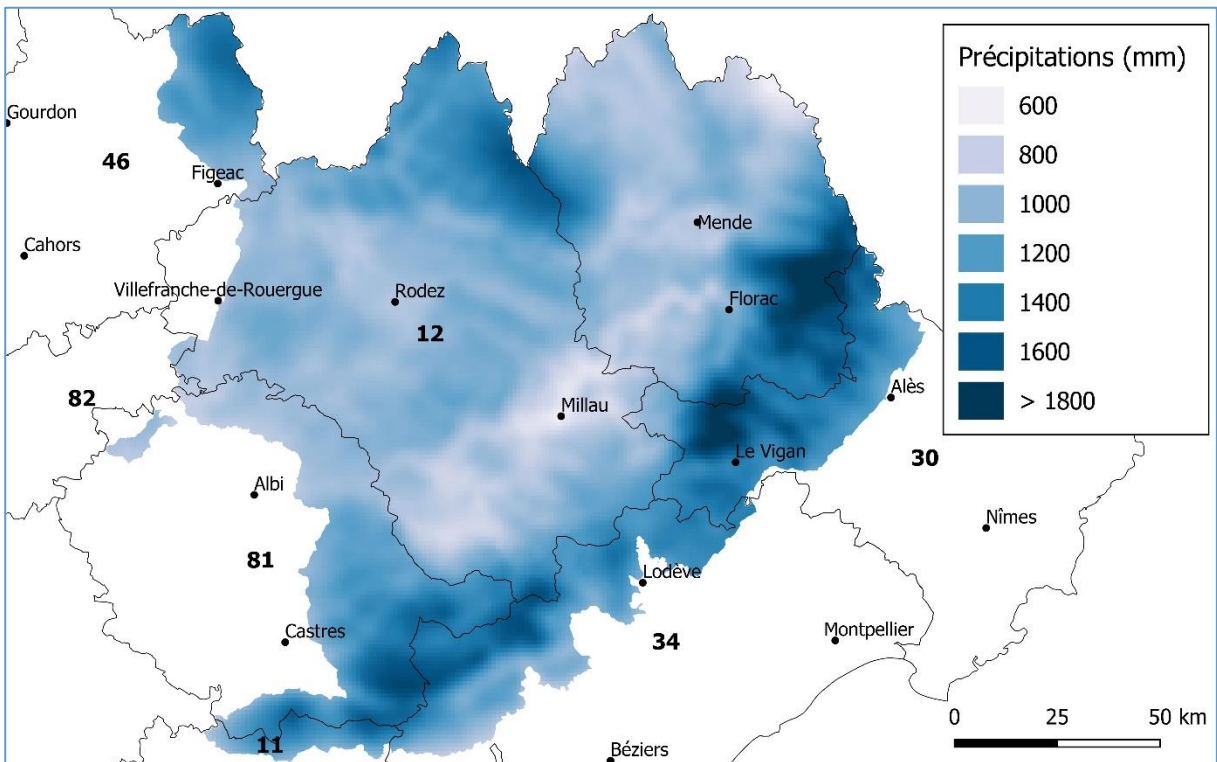 Précipitations (mm)
600
800
1000
1200
1400
1600
> 1800
Gourdon
46
Figeac
Cahors
Mende
Villefranche-de-Rouergue
Rodez
Florac
12
82
Millau
Alès
Le Vigan
30
Albi
Nîmes
81
Lodève
Castres
34
Montpellier
11
Béziers
0 25 50 km